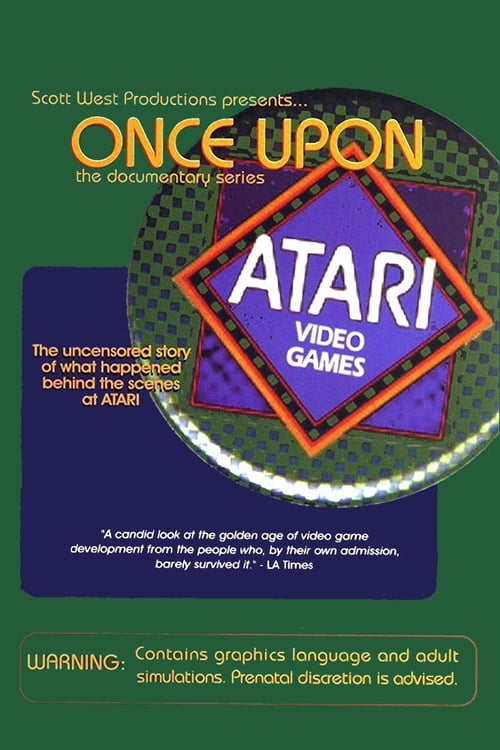 Scott West Productions presents...
ONCE UPON
the documentary series
ATARI
VIDEO
GAMES
The uncensored story
of what happened
behind the scenes
at ATARI
"A candid look at the golden age of video game
development from the people who, by their own admission,
barely survived it." - LA Times
WARNING: Contains graphics language and adult
simulations. Prenatal discretion is advised.